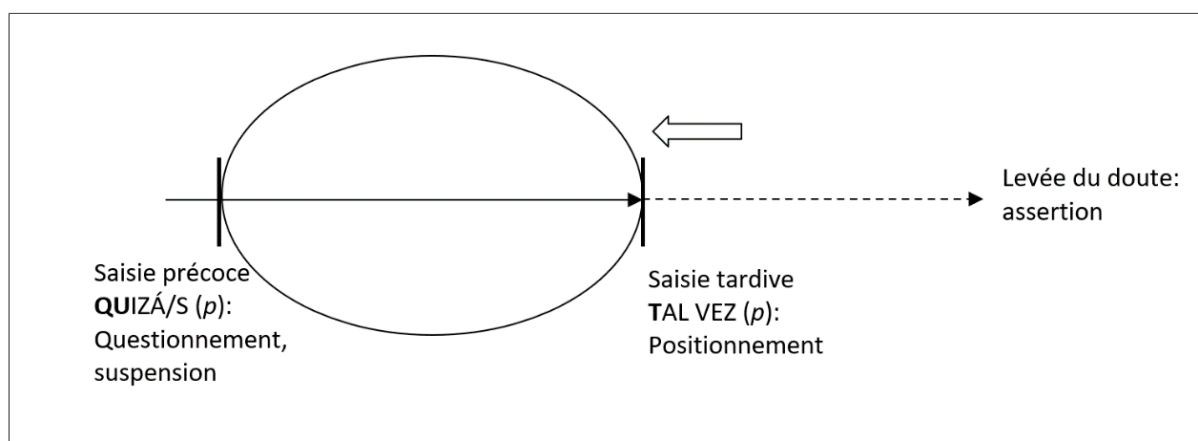 Saisie précoce
QUIZÁ/S (p):
Questionnement,
suspension
Saisie tardive
TAL VEZ (p):
Positionnement
Levée du doute:
assertion